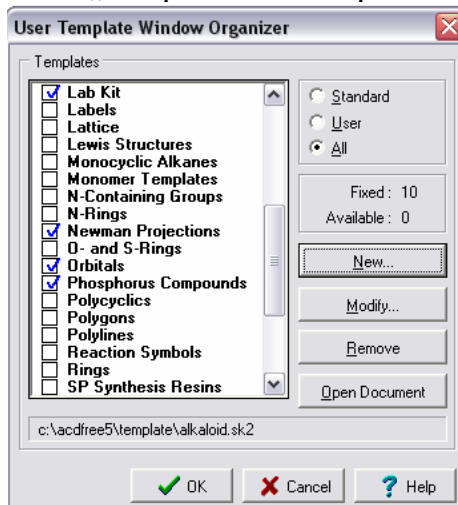 User Template Window Organizer
Templates
Lab Kit
Labels
Lattice
Lewis Structures
Monocyclic Alkanes
Monomer Templates
N-Containing Groups
N-Rings
Newman Projections
O- and S-Rings
Orbitals
Phosphorus Compounds
Polycyclics
Polygons
Polylines
Reaction Symbols
Rings
SP Synthesis Resins
Standard
User
All
Fixed : 10
Available : 0
New...
Modify...
Remove
Open Document
c:\acdfree5\template\alkaloid.sk2
OK
Cancel
? Help